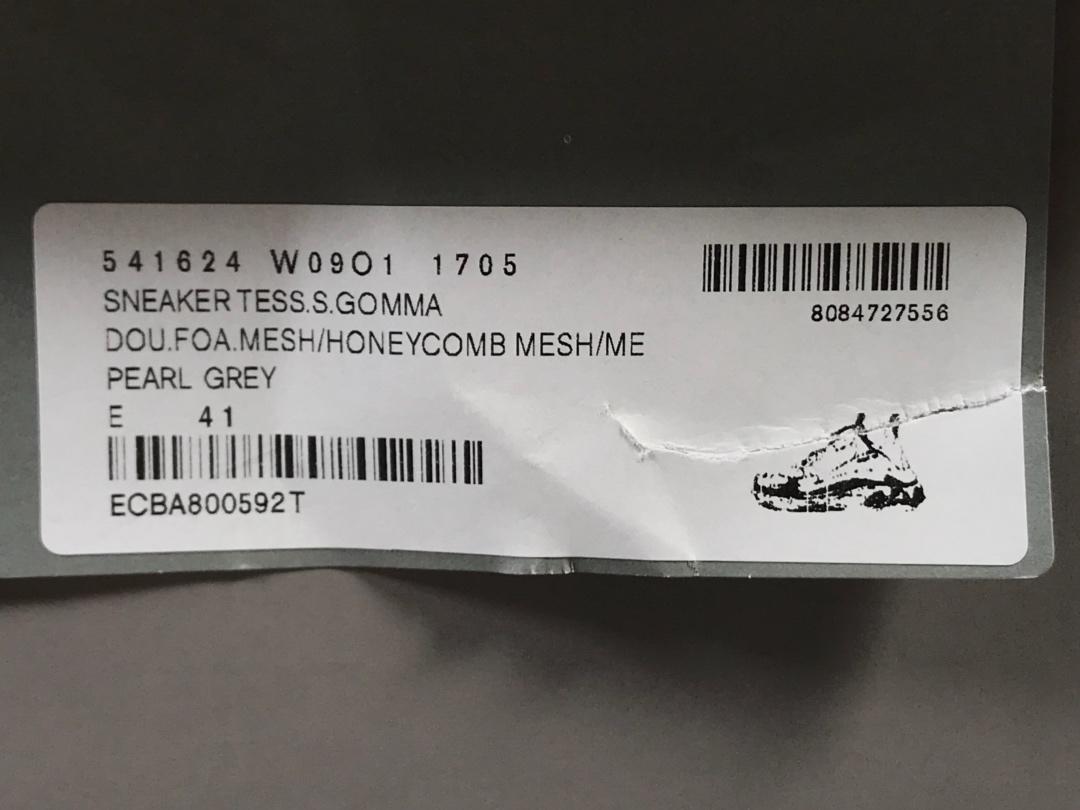 541624 W09O1 1705
8084727556
SNEAKER TESS.S.GOMMA
DOU.FOA.MESH/HONEYCOMB MESH/ME
PEARL GREY
E 41
ECBA800592T